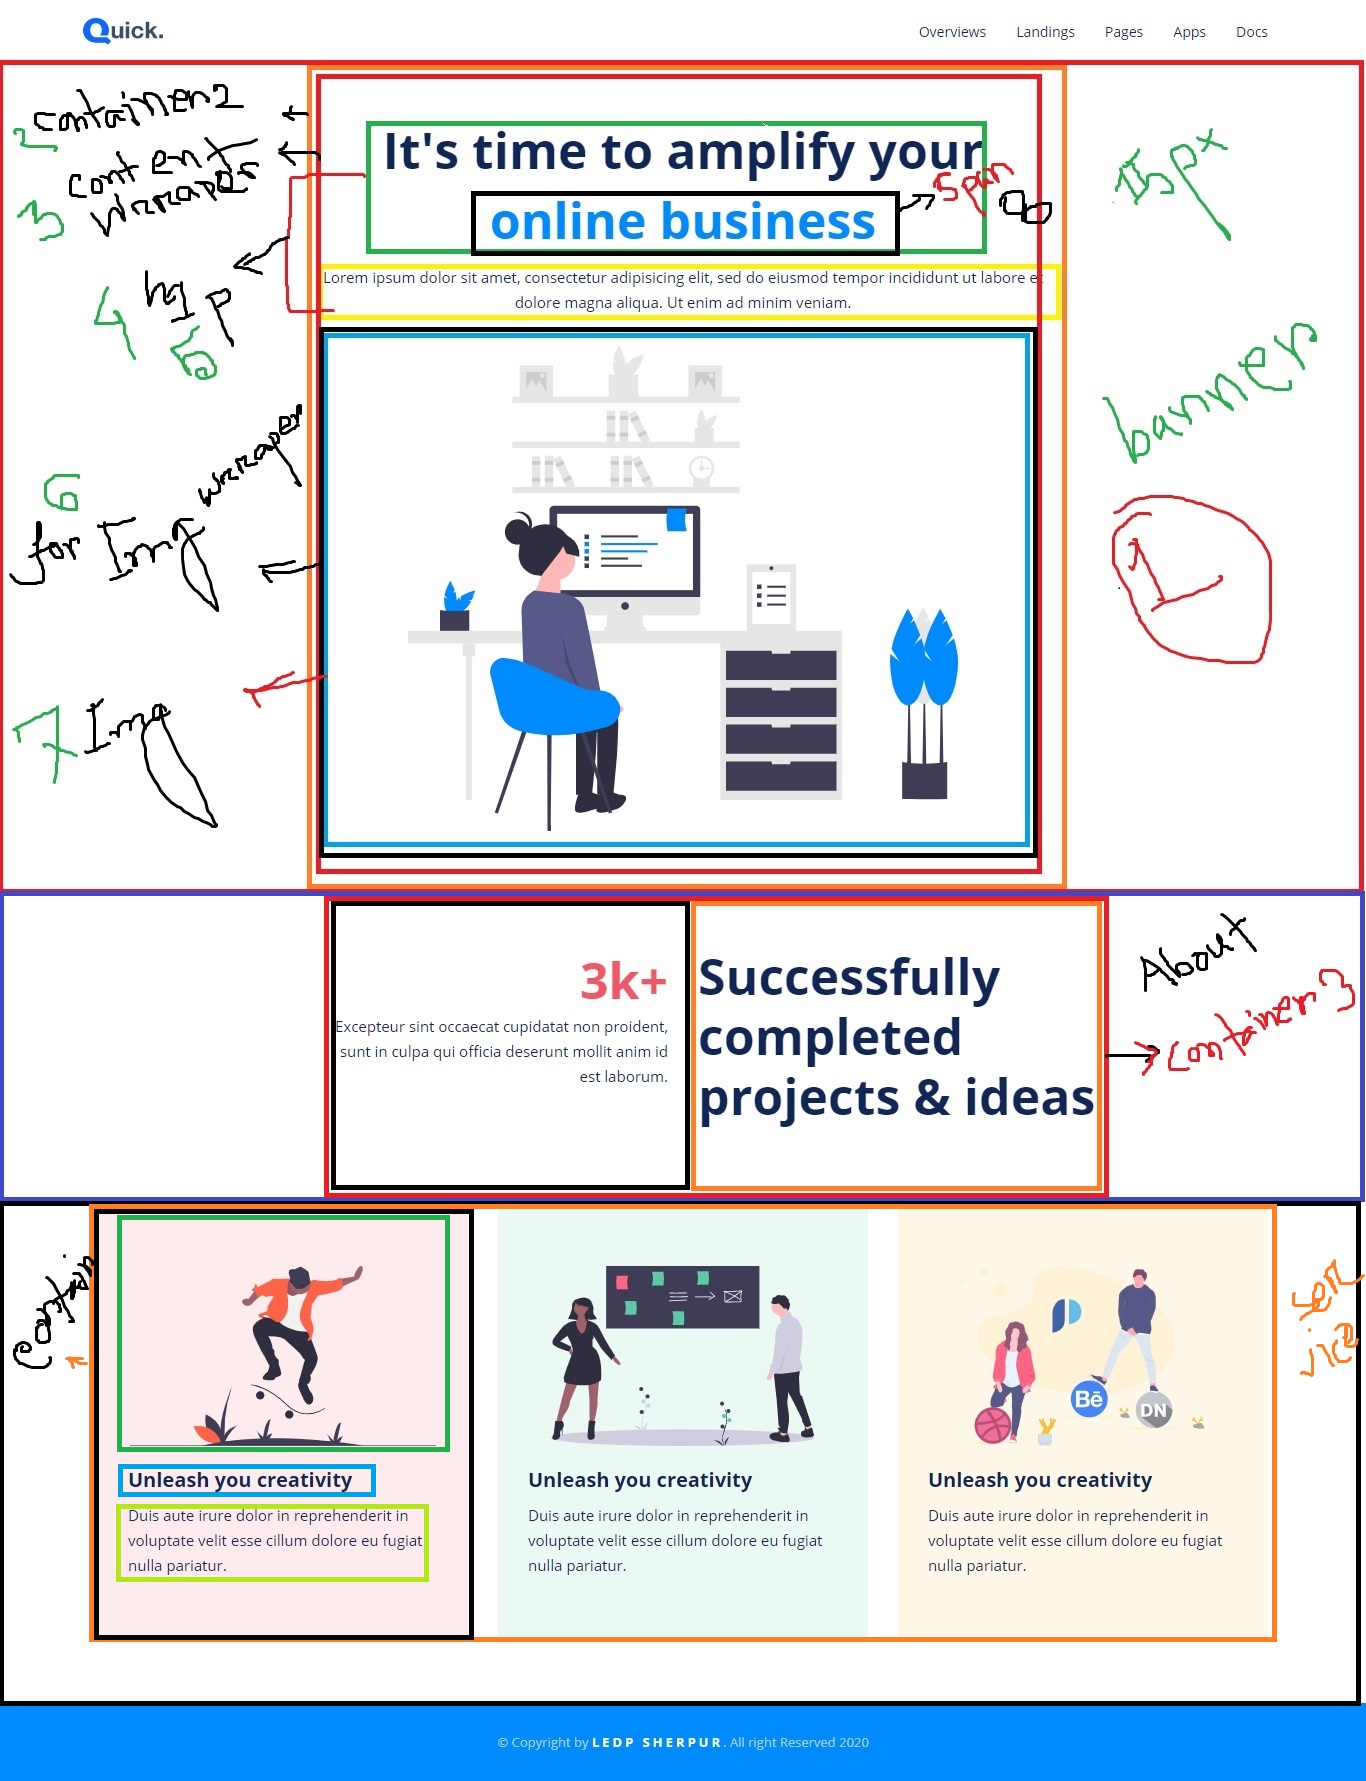 Quick.
Overviews Landings Pages Apps Docs
2 container2
3 content
wraaper
4 h1 P
5
6
for Img wraaper
7 Img
15px
banner
1
It's time to amplify your
online business
span
Lorem ipsum dolor sit amet, consectetur adipisicing elit, sed do eiusmod tempor incididunt ut labore et
dolore magna aliqua. Ut enim ad minim veniam.
3k+
Excepteur sint occaecat cupidatat non proident,
sunt in culpa qui officia deserunt mollit anim id
est laborum.
Successfully
completed
projects & ideas
About
container3
contain
ser
vice
Bē
DN
Unleash you creativity
Duis aute irure dolor in reprehenderit in
voluptate velit esse cillum dolore eu fugiat
nulla pariatur.
Unleash you creativity
Duis aute irure dolor in reprehenderit in
voluptate velit esse cillum dolore eu fugiat
nulla pariatur.
Unleash you creativity
Duis aute irure dolor in reprehenderit in
voluptate velit esse cillum dolore eu fugiat
nulla pariatur.
© Copyright by LEDP SHERPUR. All right Reserved 2020